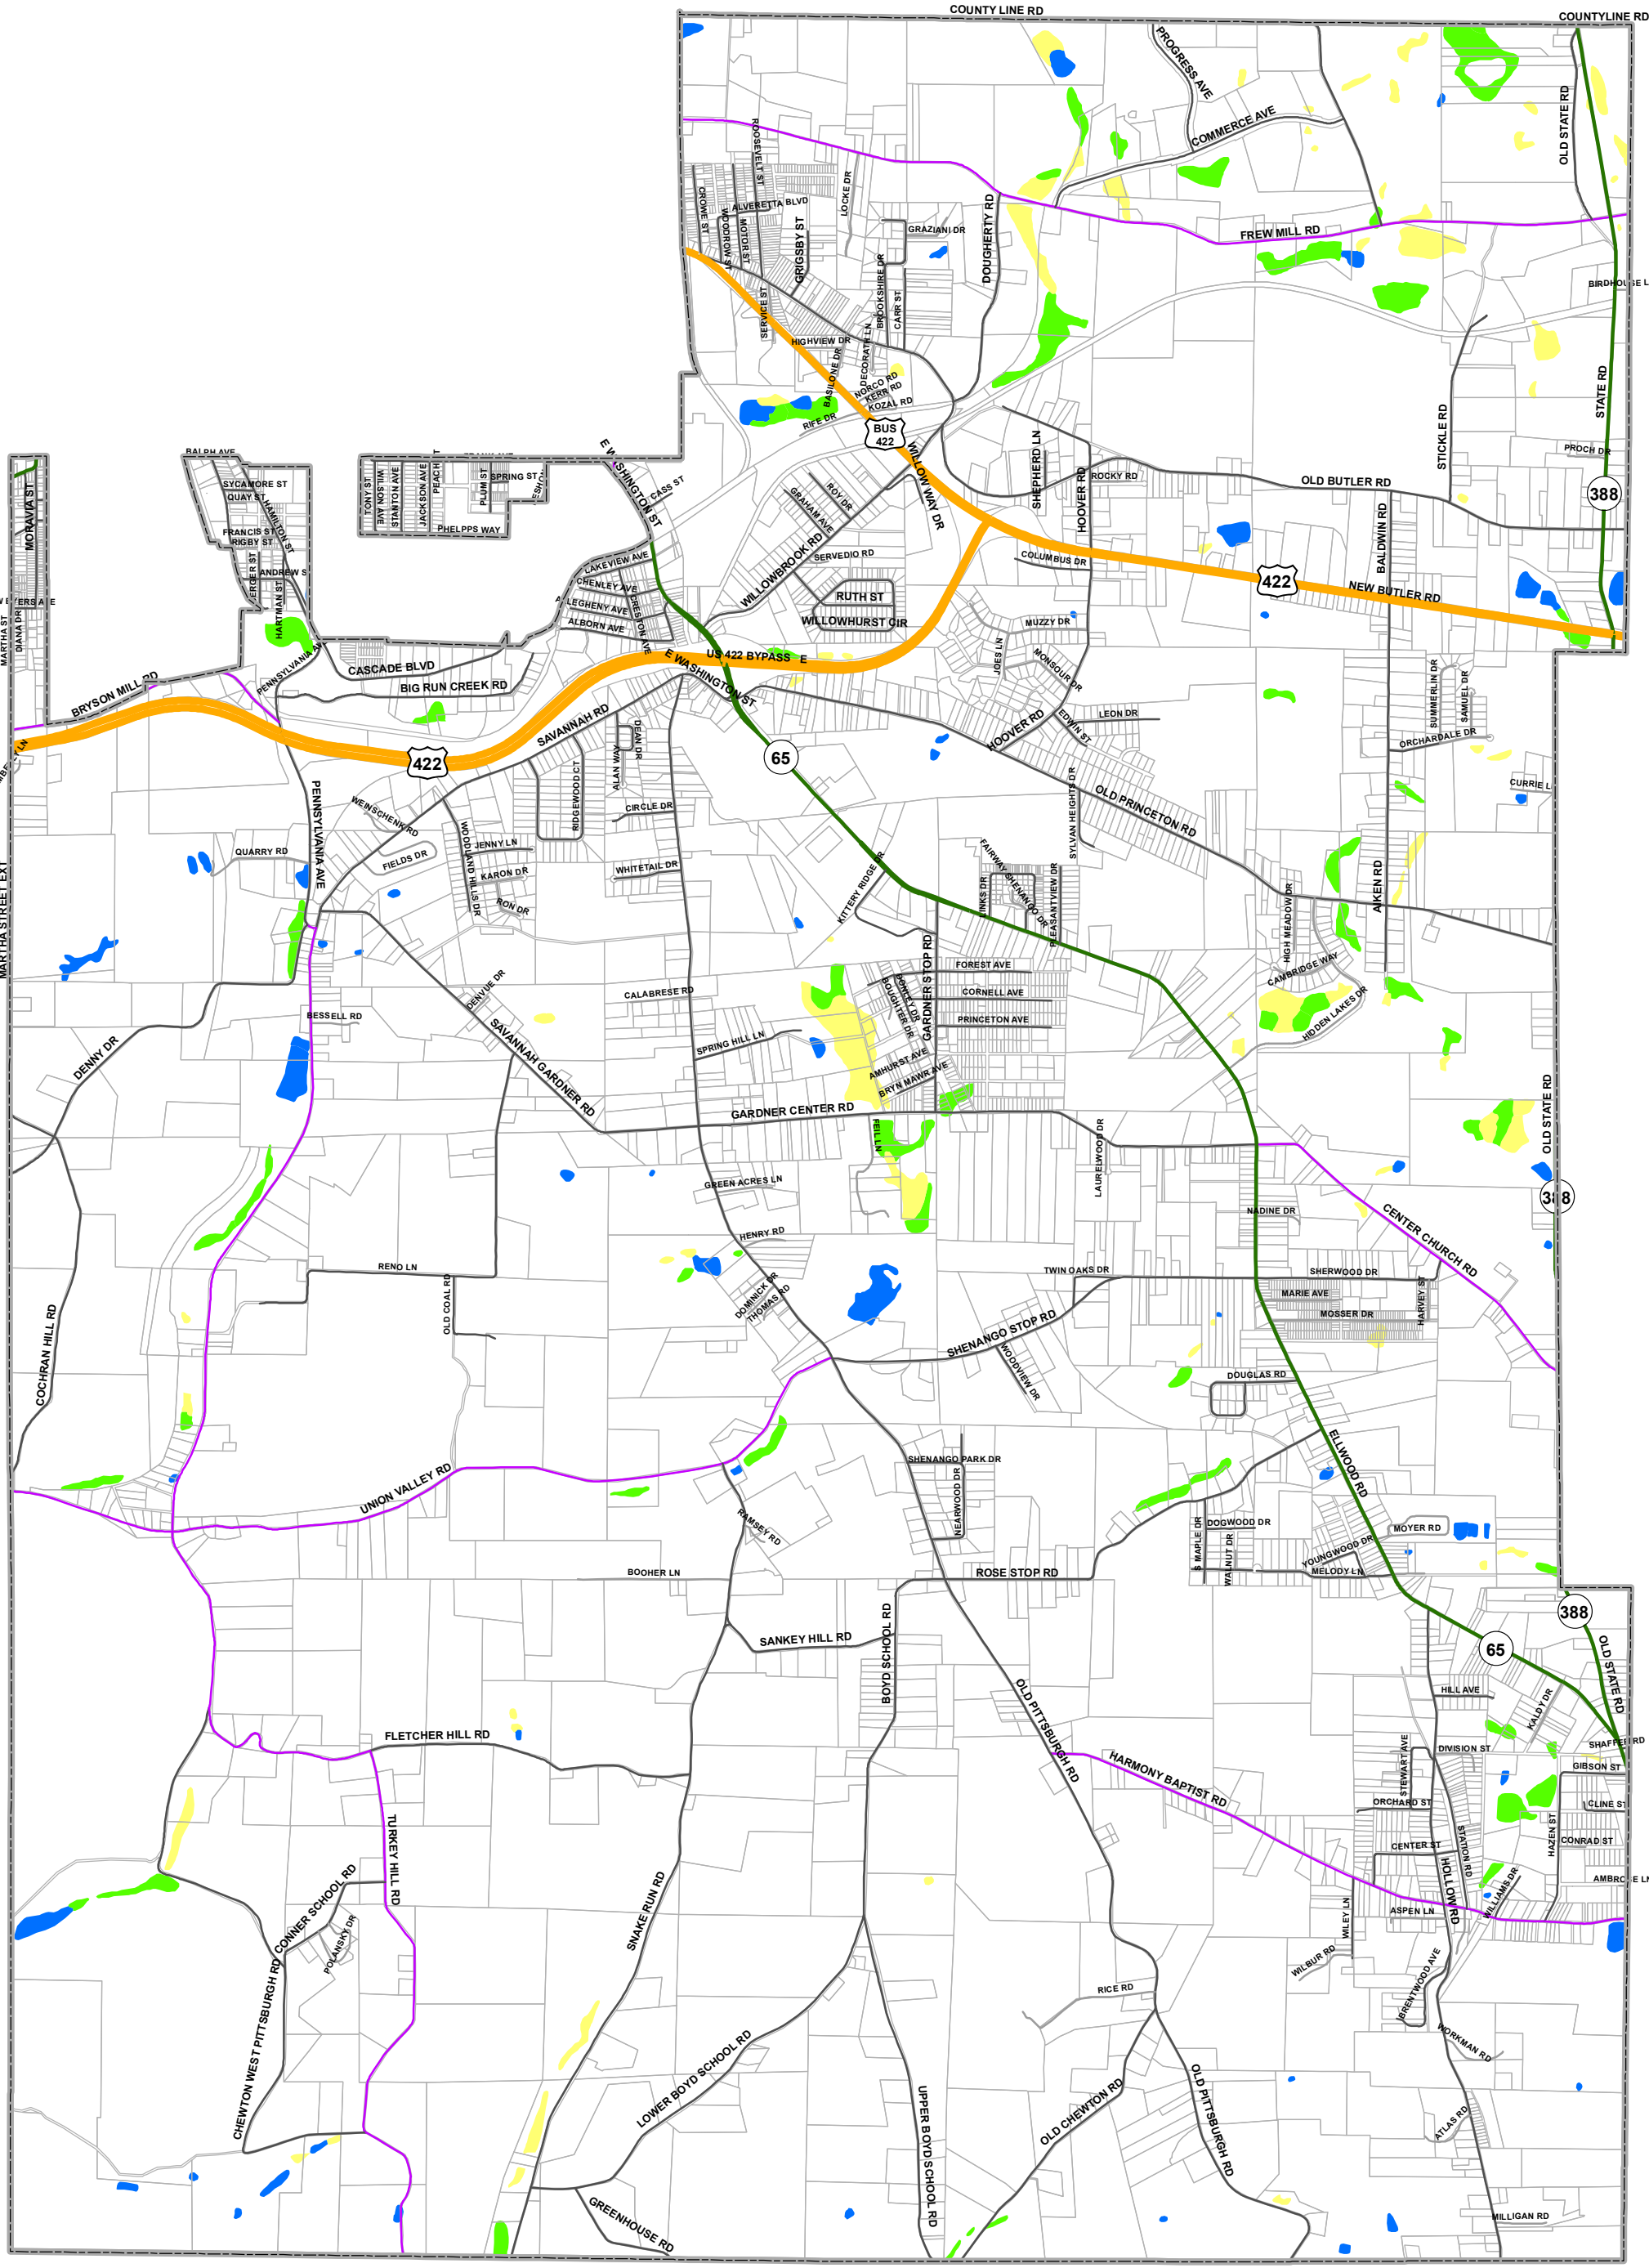 COUNTY LINE RD
COUNTYLINE RD
PROGRESS AVE
COMMERCE AVE
OLD STATE RD
ROOSEVELT ST
CROWE ST
WOODROW ST
MOTOR ST
ALVERETTA BLVD
LOCKE DR
GRIGSBY ST
GRAZIANI DR
DOUGHERTY RD
FREW MILL RD
BROOKSHIRE DR
CARR ST
SERVICE ST
HIGHVIEW DR
BASILONE DR
DECORATH LN
NORCO RD
KERR RD
KOZAL RD
RIFE DR
BUS
422
STATE RD
STICKLE RD
PROCH DR
388
E WASHINGTON ST
CASS ST
WILLOW WAY DR
SHEPHERD LN
HOOVER RD
ROCKY RD
OLD BUTLER RD
BALDWIN RD
RALPH AVE
SYCAMORE ST
QUAY ST
HAMILTON ST
FRANCIS ST
RIGBY ST
HARTMAN ST
MORAVIA ST
MARTHA ST
DIANA DR
TONY ST
WILSON AVE
STANTON AVE
JACKSON AVE
PLUM ST
SPRING ST
PHELPPS WAY
GRAHAM AVE
ROY DR
WILLOWBROOK RD
SERVEDIO RD
RUTH ST
WILLOWHURST CIR
COLUMBUS DR
422
NEW BUTLER RD
LAKEVIEW AVE
CHENLEY AVE
CRESTON AVE
ALBORN AVE
US 422 BYPASS E
E WASHINGTON ST
MUZZY DR
JOES LN
MONSOUR DR
HOOVER RD
EDWIN ST
LEON DR
SUMMERLIN DR
SAMUEL DR
ORCHARDALE DR
BRYSON MILL RD
PENNSYLVANIA AVE
CASCADE BLVD
BIG RUN CREEK RD
SAVANNAH RD
422
65
DEAN DR
ALAN WAY
RIDGEWOOD CT
CIRCLE DR
WHITETAIL DR
PENNSYLVANIA AVE
WEINSCHENK RD
FIELDS DR
QUARRY RD
WOODLAND HILLS DR
JENNY LN
KARON DR
RON DR
MARTHA STREET EXT
OLD PRINCETON RD
SYLVAN HEIGHTS DR
KITTERY RIDGE DR
LINKS DR
FAIRWAY SHENANGO DR
PLEASANTVIEW DR
HIGH MEADOW DR
AIKEN RD
CAMBRIDGE WAY
HIDDEN LAKES DR
GARDNER STOP RD
FOREST AVE
CORNELL AVE
PRINCETON AVE
AMHURST AVE
BRYN MAWR AVE
CALABRESE RD
SPRING HILL LN
DENVUE DR
BESSELL RD
DENNY DR
SAVANNAH GARDNER RD
GARDNER CENTER RD
FEIL LN
LAURELWOOD DR
OLD STATE RD
388
GREEN ACRES LN
HENRY RD
DOMINICK DR
THOMAS RD
NADINE DR
CENTER CHURCH RD
TWIN OAKS DR
SHERWOOD DR
MARIE AVE
MOSSER DR
HARVEY ST
RENO LN
OLD COAL RD
COCHRAN HILL RD
SHENANGO STOP RD
WOODVIEW DR
DOUGLAS RD
ELLWOOD RD
SHENANGO PARK DR
NEARWOOD DR
UNION VALLEY RD
RAMSEY RD
BOOHER LN
ROSE STOP RD
S MAPLE DR
DOGWOOD DR
WALNUT DR
YOUNGWOOD DR
MELODY LN
MOYER RD
388
65
OLD STATE RD
SANKEY HILL RD
BOYD SCHOOL RD
OLD PITTSBURGH RD
HILL AVE
KALDY DR
FLETCHER HILL RD
HARMONY BAPTIST RD
STEWART AVE
DIVISION ST
SHAFFER RD
GIBSON ST
CLINE ST
HAZEN ST
CONRAD ST
ORCHARD ST
CENTER ST
STATION RD
HOLLOW RD
WILLIAMS DR
ASPEN LN
WILEY LN
WILBUR RD
BRENTWOOD AVE
TURKEY HILL RD
CONNER SCHOOL RD
POLANSKY DR
CHEWTON WEST PITTSBURGH RD
SNAKE RUN RD
LOWER BOYD SCHOOL RD
UPPER BOYD SCHOOL RD
GREENHOUSE RD
RICE RD
OLD CHEWTON RD
OLD PITTSBURGH RD
WORKMAN RD
ATLAS RD
MILLIGAN RD